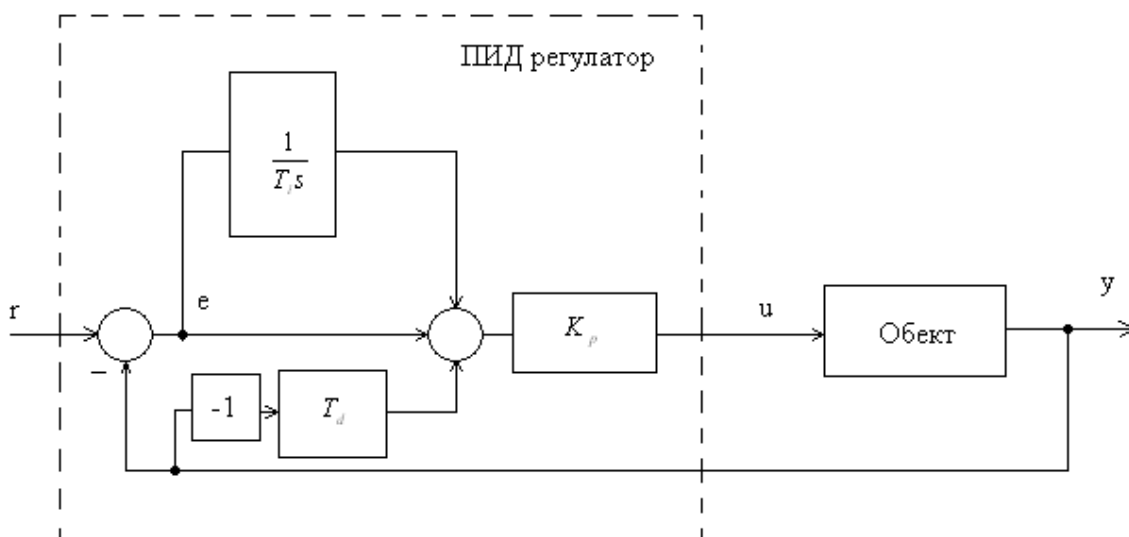 ПИД регулатор
1
T_i s
r
e
K_p
u
Обект
y
–
-1
T_d